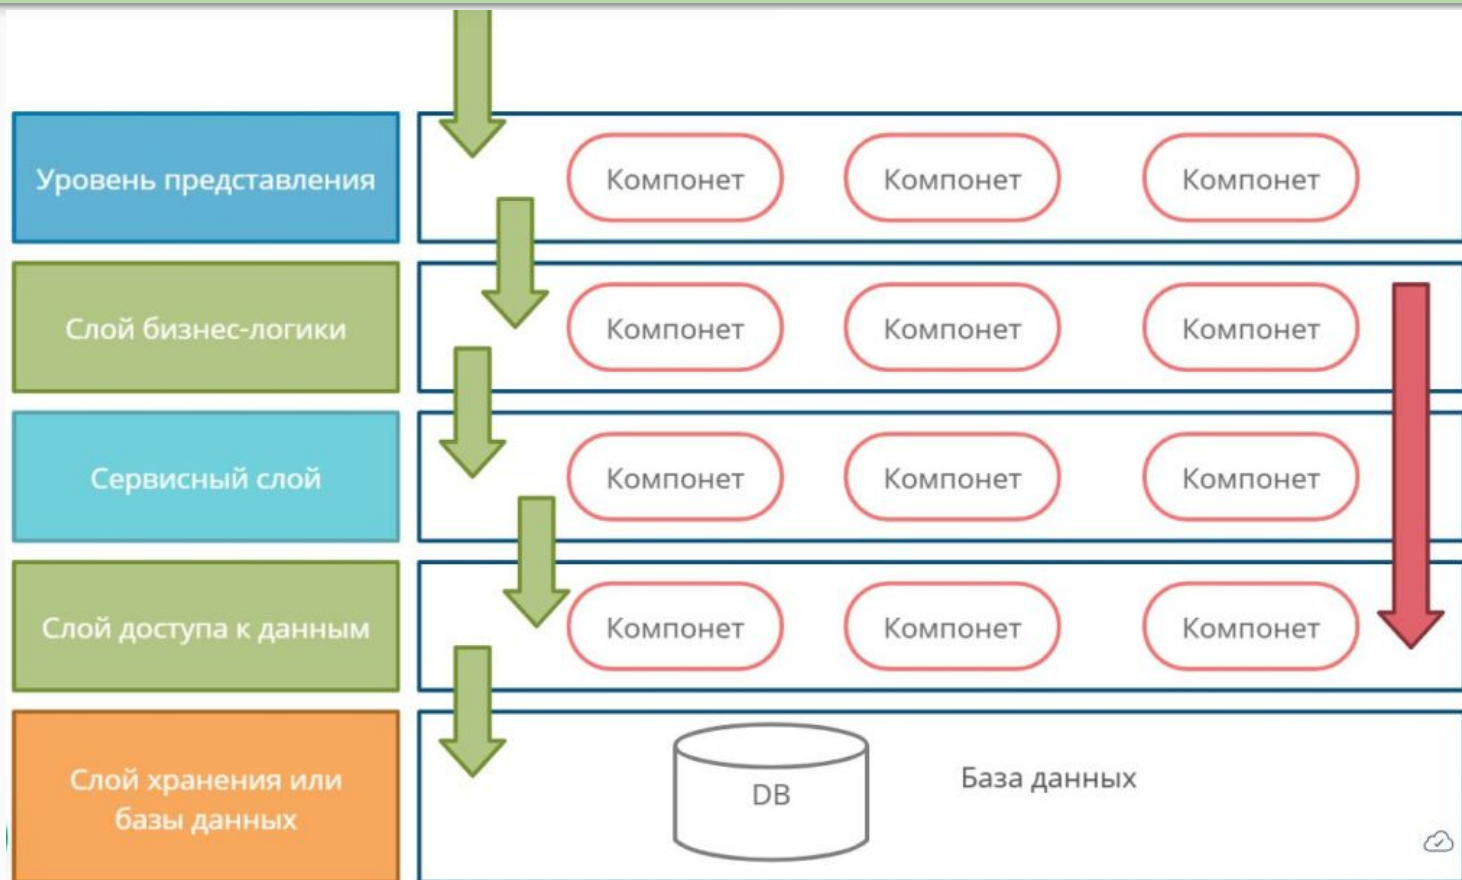 Уровень представления
Компонет
Компонет
Компонет
Слой бизнес-логики
Компонет
Компонет
Компонет
Сервисный слой
Компонет
Компонет
Компонет
Слой доступа к данным
Компонет
Компонет
Компонет
Слой хранения или
базы данных
DB
База данных